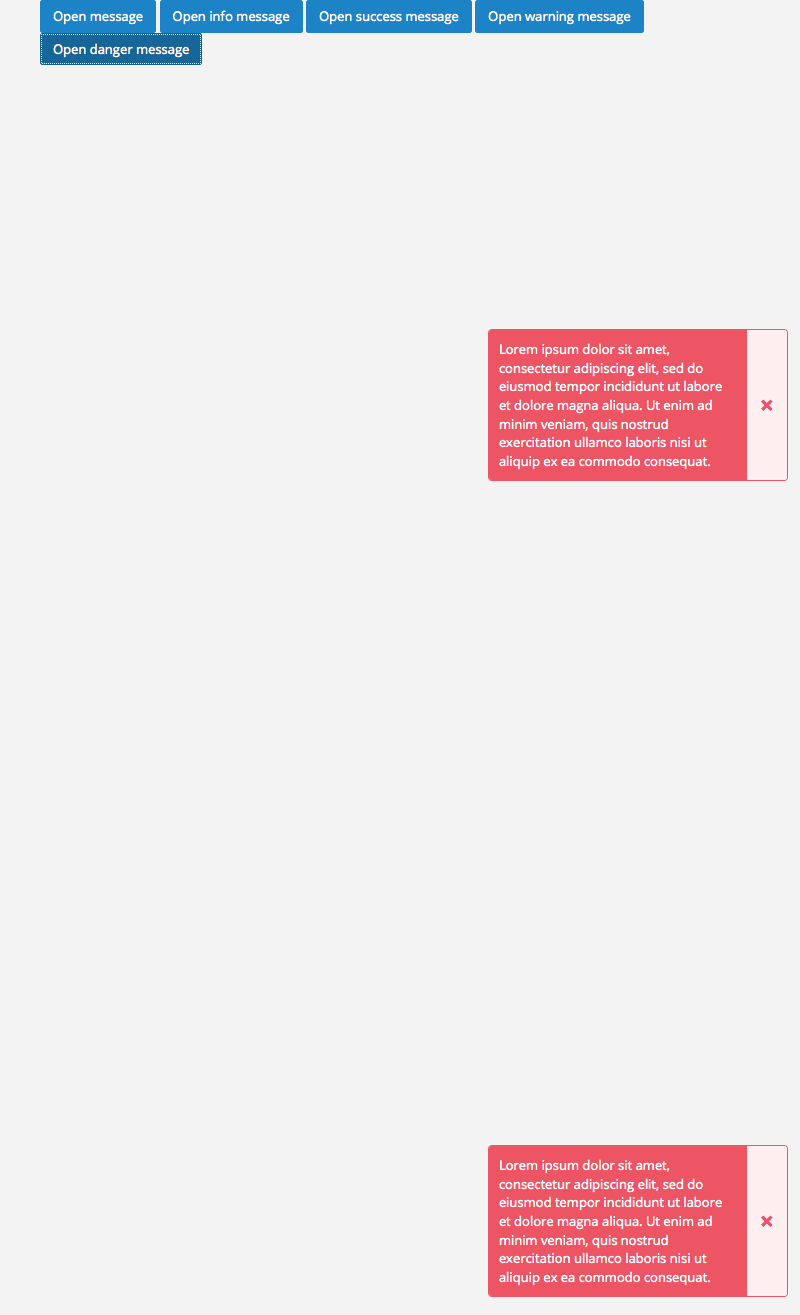 Open message Open info message Open success message Open warning message
Open danger message
Lorem ipsum dolor sit amet,
consectetur adipiscing elit, sed do
eiusmod tempor incididunt ut labore
et dolore magna aliqua. Ut enim ad
minim veniam, quis nostrud
exercitation ullamco laboris nisi ut
aliquip ex ea commodo consequat.
Lorem ipsum dolor sit amet,
consectetur adipiscing elit, sed do
eiusmod tempor incididunt ut labore
et dolore magna aliqua. Ut enim ad
minim veniam, quis nostrud
exercitation ullamco laboris nisi ut
aliquip ex ea commodo consequat.